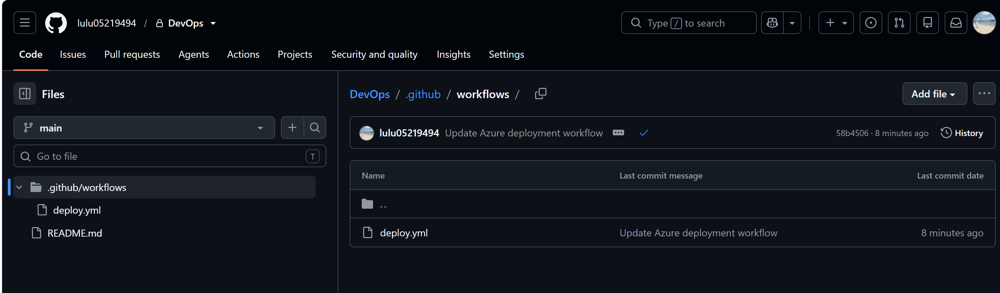 lulu05219494 / DevOps
Type / to search
Code Issues Pull requests Agents Actions Projects Security and quality Insights Settings
Files
DevOps / .github / workflows /
Add file
main
lulu05219494 Update Azure deployment workflow
58b4506 · 8 minutes ago
History
Go to file T
Name Last commit message Last commit date
.github/workflows
..
deploy.yml
deploy.yml Update Azure deployment workflow 8 minutes ago
README.md